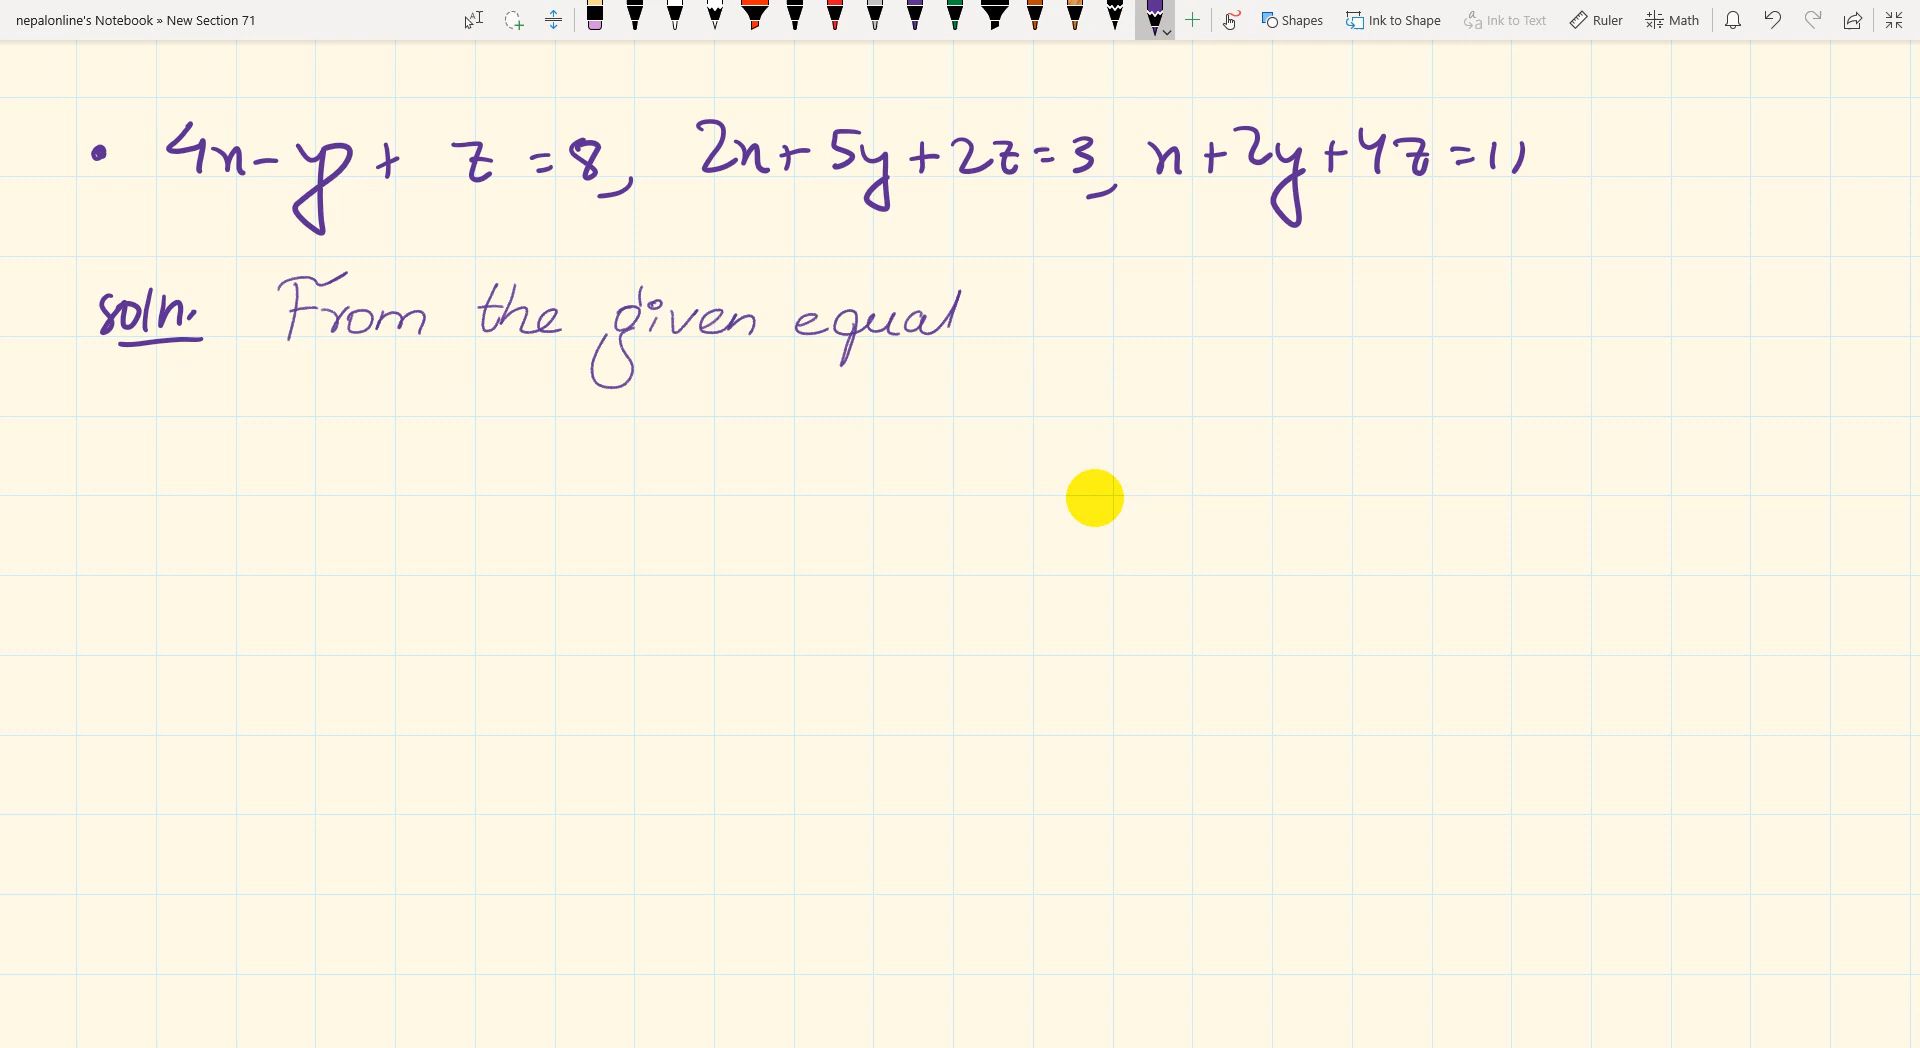 nepalonline's Notebook » New Section 71 Shapes Ink to Shape Ink to Text Ruler Math
• 4x - y + z = 8, 2x + 5y + 2z = 3, x + 2y + 4z = 11
soln. From the given equal